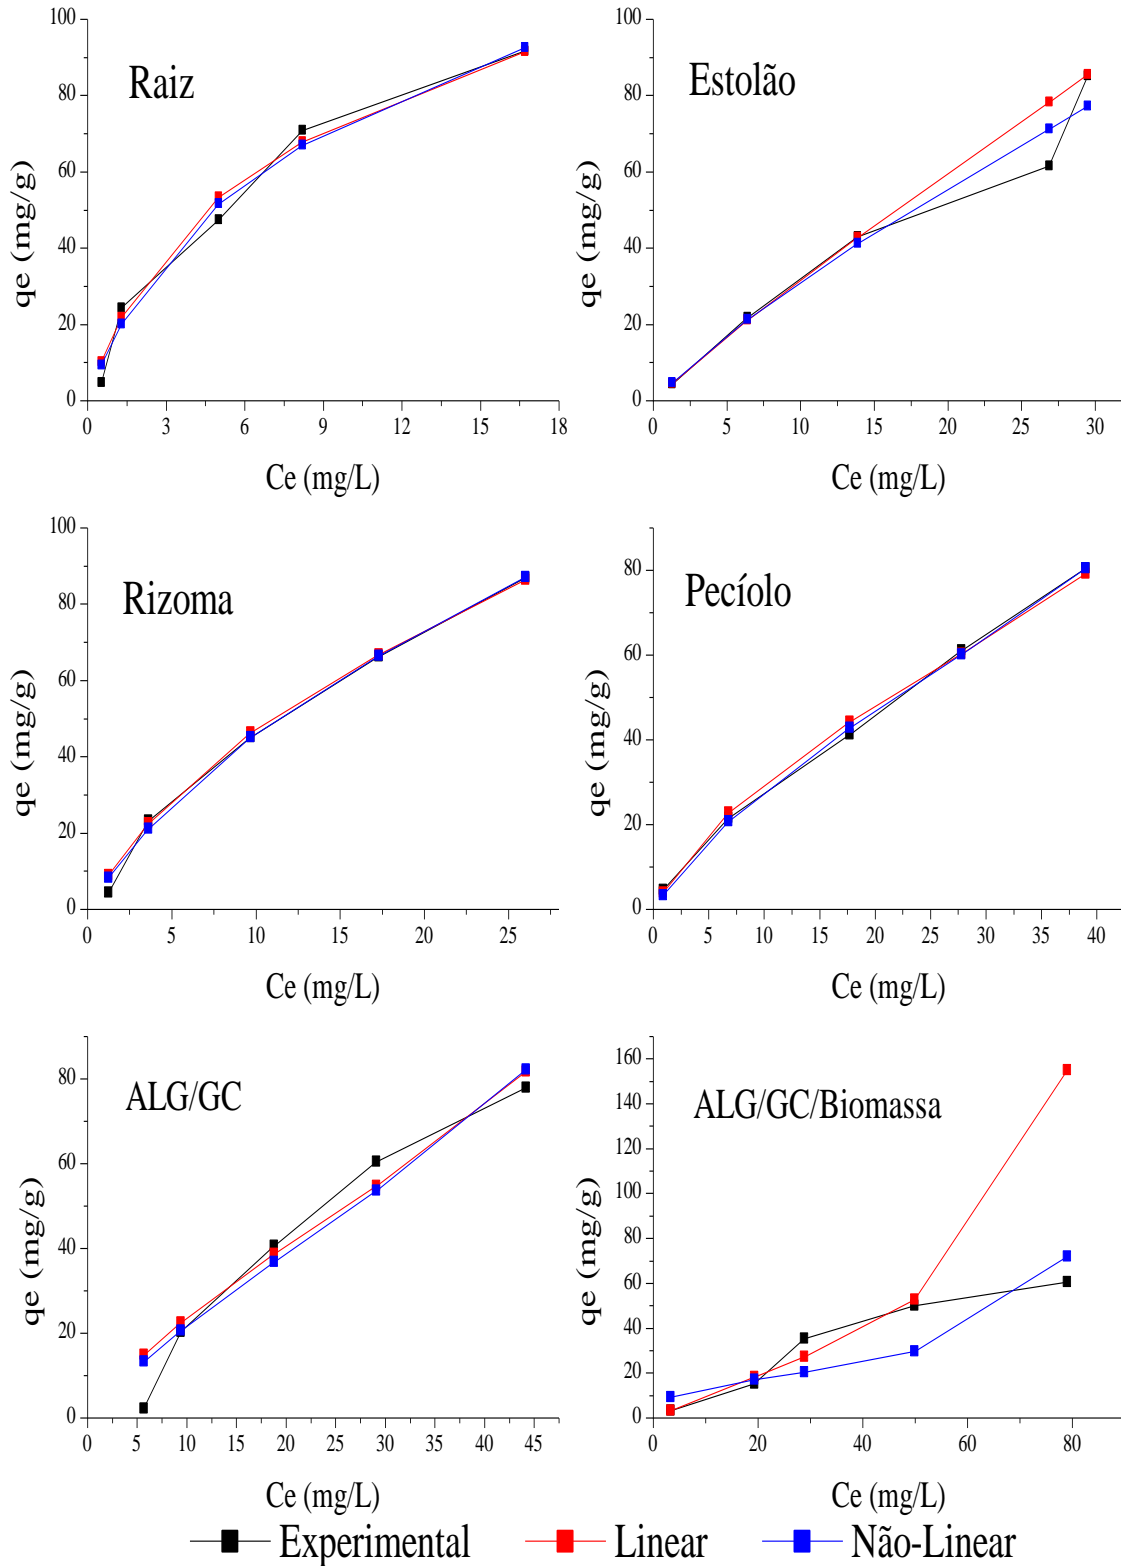 Raiz
qe (mg/g)
100
80
60
40
20
0
0 3 6 9 12 15 18
Ce (mg/L)
Estolão
qe (mg/g)
100
80
60
40
20
0
0 5 10 15 20 25 30
Ce (mg/L)
Rizoma
qe (mg/g)
100
80
60
40
20
0
0 5 10 15 20 25
Ce (mg/L)
Pecíolo
qe (mg/g)
80
60
40
20
0
0 5 10 15 20 25 30 35 40
Ce (mg/L)
ALG/GC
qe (mg/g)
80
60
40
20
0
0 5 10 15 20 25 30 35 40 45
Ce (mg/L)
ALG/GC/Biomassa
qe (mg/g)
160
140
120
100
80
60
40
20
0
0 20 40 60 80
Ce (mg/L)
Experimental Linear Não-Linear